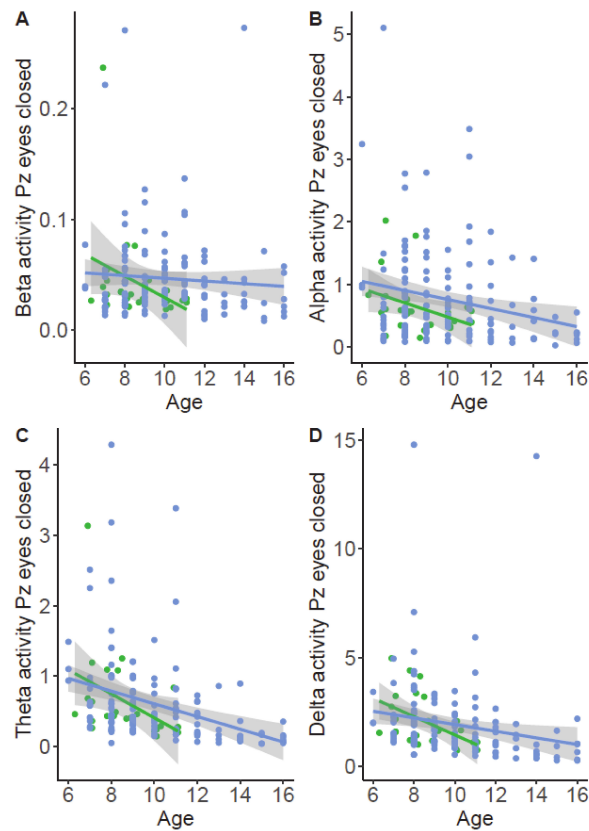 A
Beta activity Pz eyes closed
0.2
0.1
0.0
6 8 10 12 14 16
Age
B
Alpha activity Pz eyes closed
5
4
3
2
1
0
6 8 10 12 14 16
Age
C
Theta activity Pz eyes closed
4
3
2
1
0
6 8 10 12 14 16
Age
D
Delta activity Pz eyes closed
15
10
5
0
6 8 10 12 14 16
Age